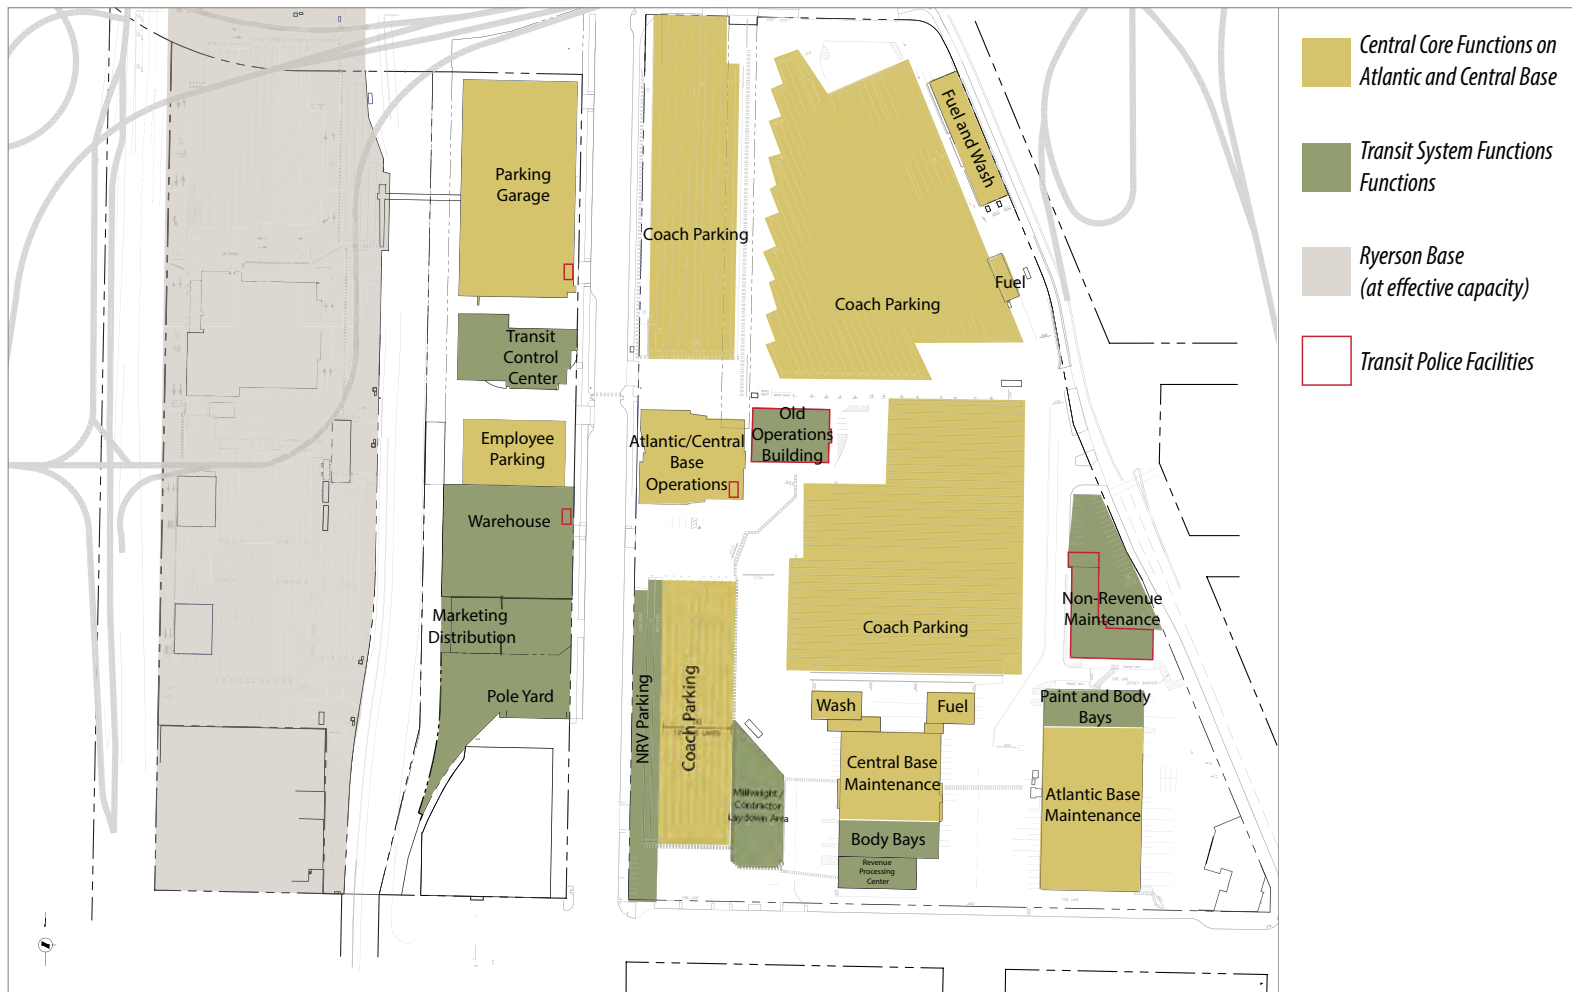 Central Core Functions on
Atlantic and Central Base
Transit System Functions
Functions
Ryerson Base
(at effective capacity)
Transit Police Facilities
Parking
Garage
Transit
Control
Center
Employee
Parking
Warehouse
Marketing
Distribution
Pole Yard
Coach Parking
Coach Parking
Fuel and Wash
Fuel
Atlantic/Central
Base
Operations
Old
Operations
Building
Coach Parking
Non-Revenue
Maintenance
NRV Parking
Coach Parking
Millwright /
Contractor
Laydown Area
Wash
Fuel
Central Base
Maintenance
Body Bays
Revenue
Processing
Center
Paint and Body
Bays
Atlantic Base
Maintenance